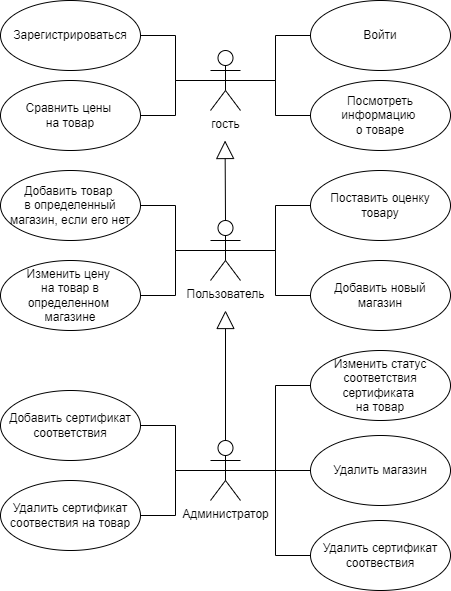 Зарегистрироваться
Войти
Сравнить цены
на товар
гость
Посмотреть
информацию
о товаре
Добавить товар
в определенный
магазин, если его нет
Поставить оценку
товару
Изменить цену
на товар в
определенном
магазине
Пользователь
Добавить новый
магазин
Изменить статус
соответствия
сертификата
на товар
Добавить сертификат
соответствия
Удалить магазин
Удалить сертификат
соотвествия на товар
Администратор
Удалить сертификат
соотвествия